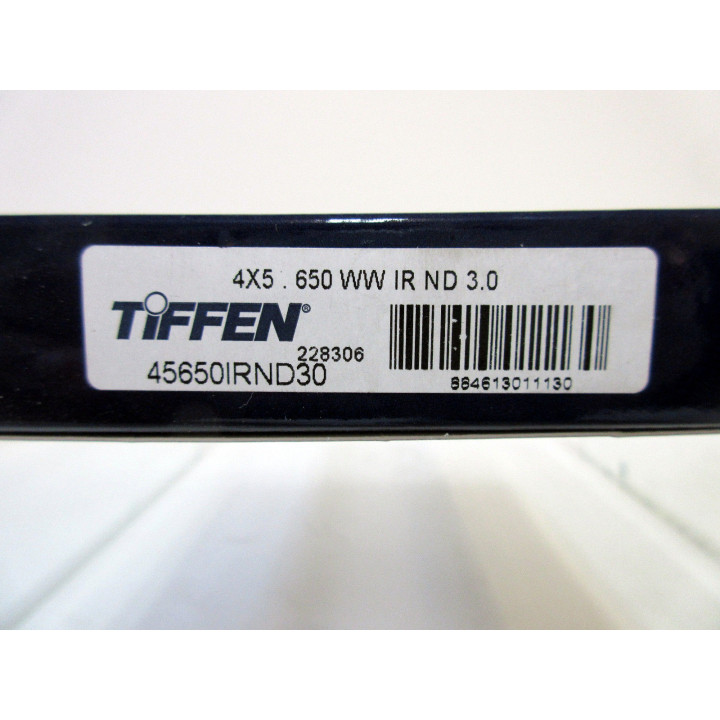 4X5 . 650 WW IR ND 3.0
TiFFEN®
228306
45650IRND30
884613011130